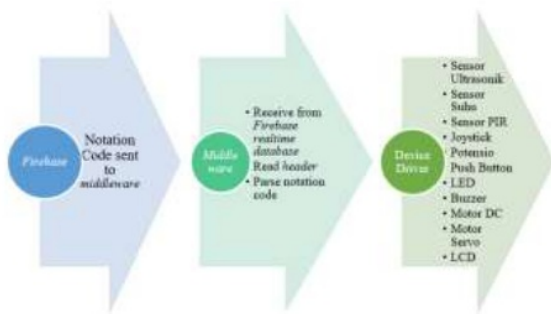 Firebase
Notation
Code sent
to
middleware
Middle
ware
• Receive from
Firebase
realtime
database
• Read header
• Parse notation
code
Device
Driver
• Sensor
Ultrasonik
• Sensor
Suhu
• Sensor PIR
• Joystick
• Potensio
• Push Button
• LED
• Buzzer
• Motor DC
• Motor
Servo
• LCD